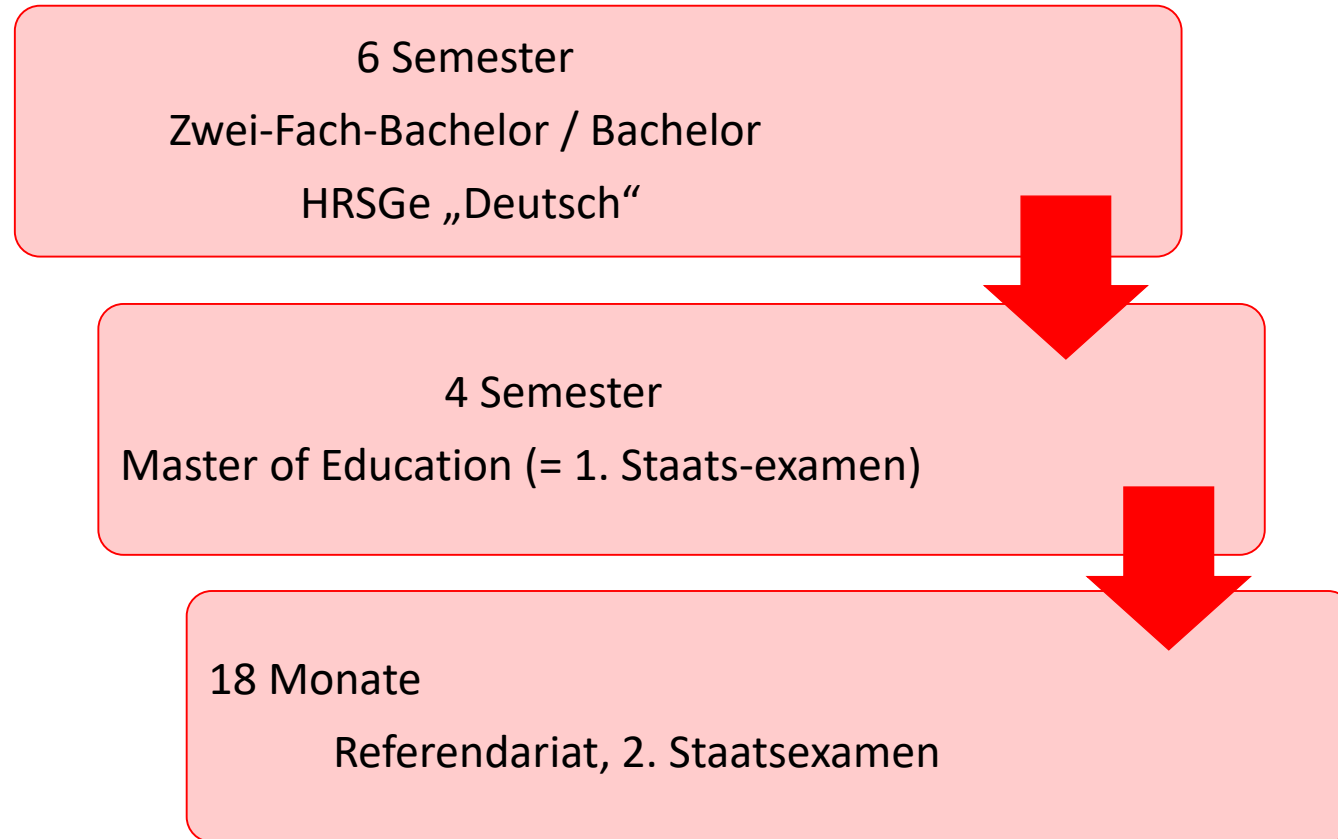 6 Semester
Zwei-Fach-Bachelor / Bachelor
HRSGe „Deutsch“
4 Semester
Master of Education (= 1. Staats-examen)
18 Monate
Referendariat, 2. Staatsexamen